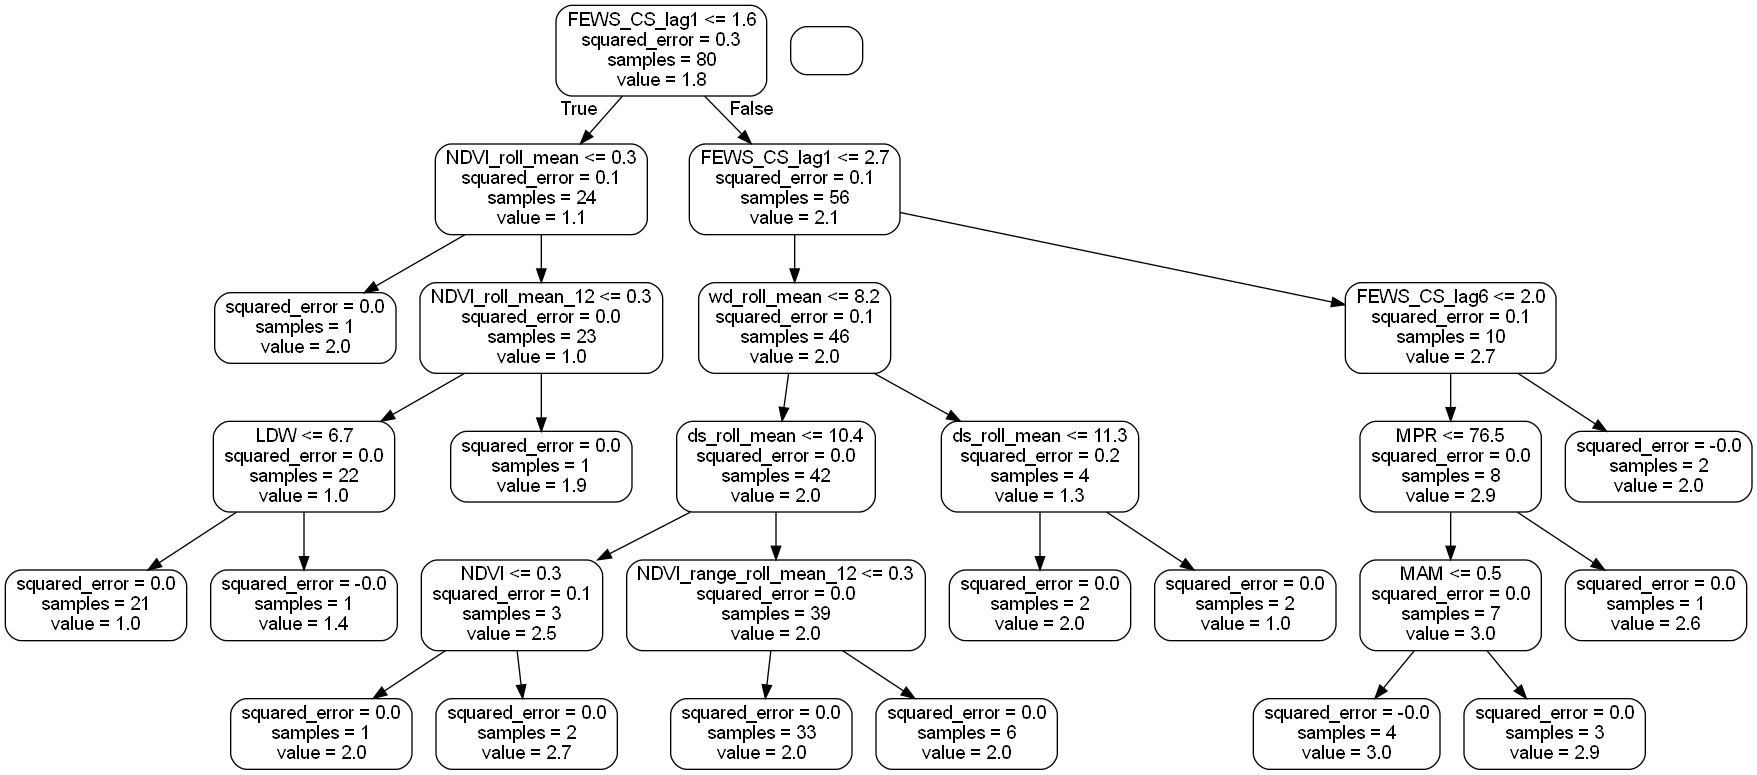 FEWS_CS_lag1 <= 1.6
squared_error = 0.3
samples = 80
value = 1.8
True
False
NDVI_roll_mean <= 0.3
squared_error = 0.1
samples = 24
value = 1.1
FEWS_CS_lag1 <= 2.7
squared_error = 0.1
samples = 56
value = 2.1
squared_error = 0.0
samples = 1
value = 2.0
NDVI_roll_mean_12 <= 0.3
squared_error = 0.0
samples = 23
value = 1.0
wd_roll_mean <= 8.2
squared_error = 0.1
samples = 46
value = 2.0
FEWS_CS_lag6 <= 2.0
squared_error = 0.1
samples = 10
value = 2.7
LDW <= 6.7
squared_error = 0.0
samples = 22
value = 1.0
squared_error = 0.0
samples = 1
value = 1.9
ds_roll_mean <= 10.4
squared_error = 0.0
samples = 42
value = 2.0
ds_roll_mean <= 11.3
squared_error = 0.2
samples = 4
value = 1.3
MPR <= 76.5
squared_error = 0.0
samples = 8
value = 2.9
squared_error = -0.0
samples = 2
value = 2.0
squared_error = 0.0
samples = 21
value = 1.0
squared_error = -0.0
samples = 1
value = 1.4
NDVI <= 0.3
squared_error = 0.1
samples = 3
value = 2.5
NDVI_range_roll_mean_12 <= 0.3
squared_error = 0.0
samples = 39
value = 2.0
squared_error = 0.0
samples = 2
value = 2.0
squared_error = 0.0
samples = 2
value = 1.0
MAM <= 0.5
squared_error = 0.0
samples = 7
value = 3.0
squared_error = 0.0
samples = 1
value = 2.6
squared_error = 0.0
samples = 1
value = 2.0
squared_error = 0.0
samples = 2
value = 2.7
squared_error = 0.0
samples = 33
value = 2.0
squared_error = 0.0
samples = 6
value = 2.0
squared_error = -0.0
samples = 4
value = 3.0
squared_error = 0.0
samples = 3
value = 2.9